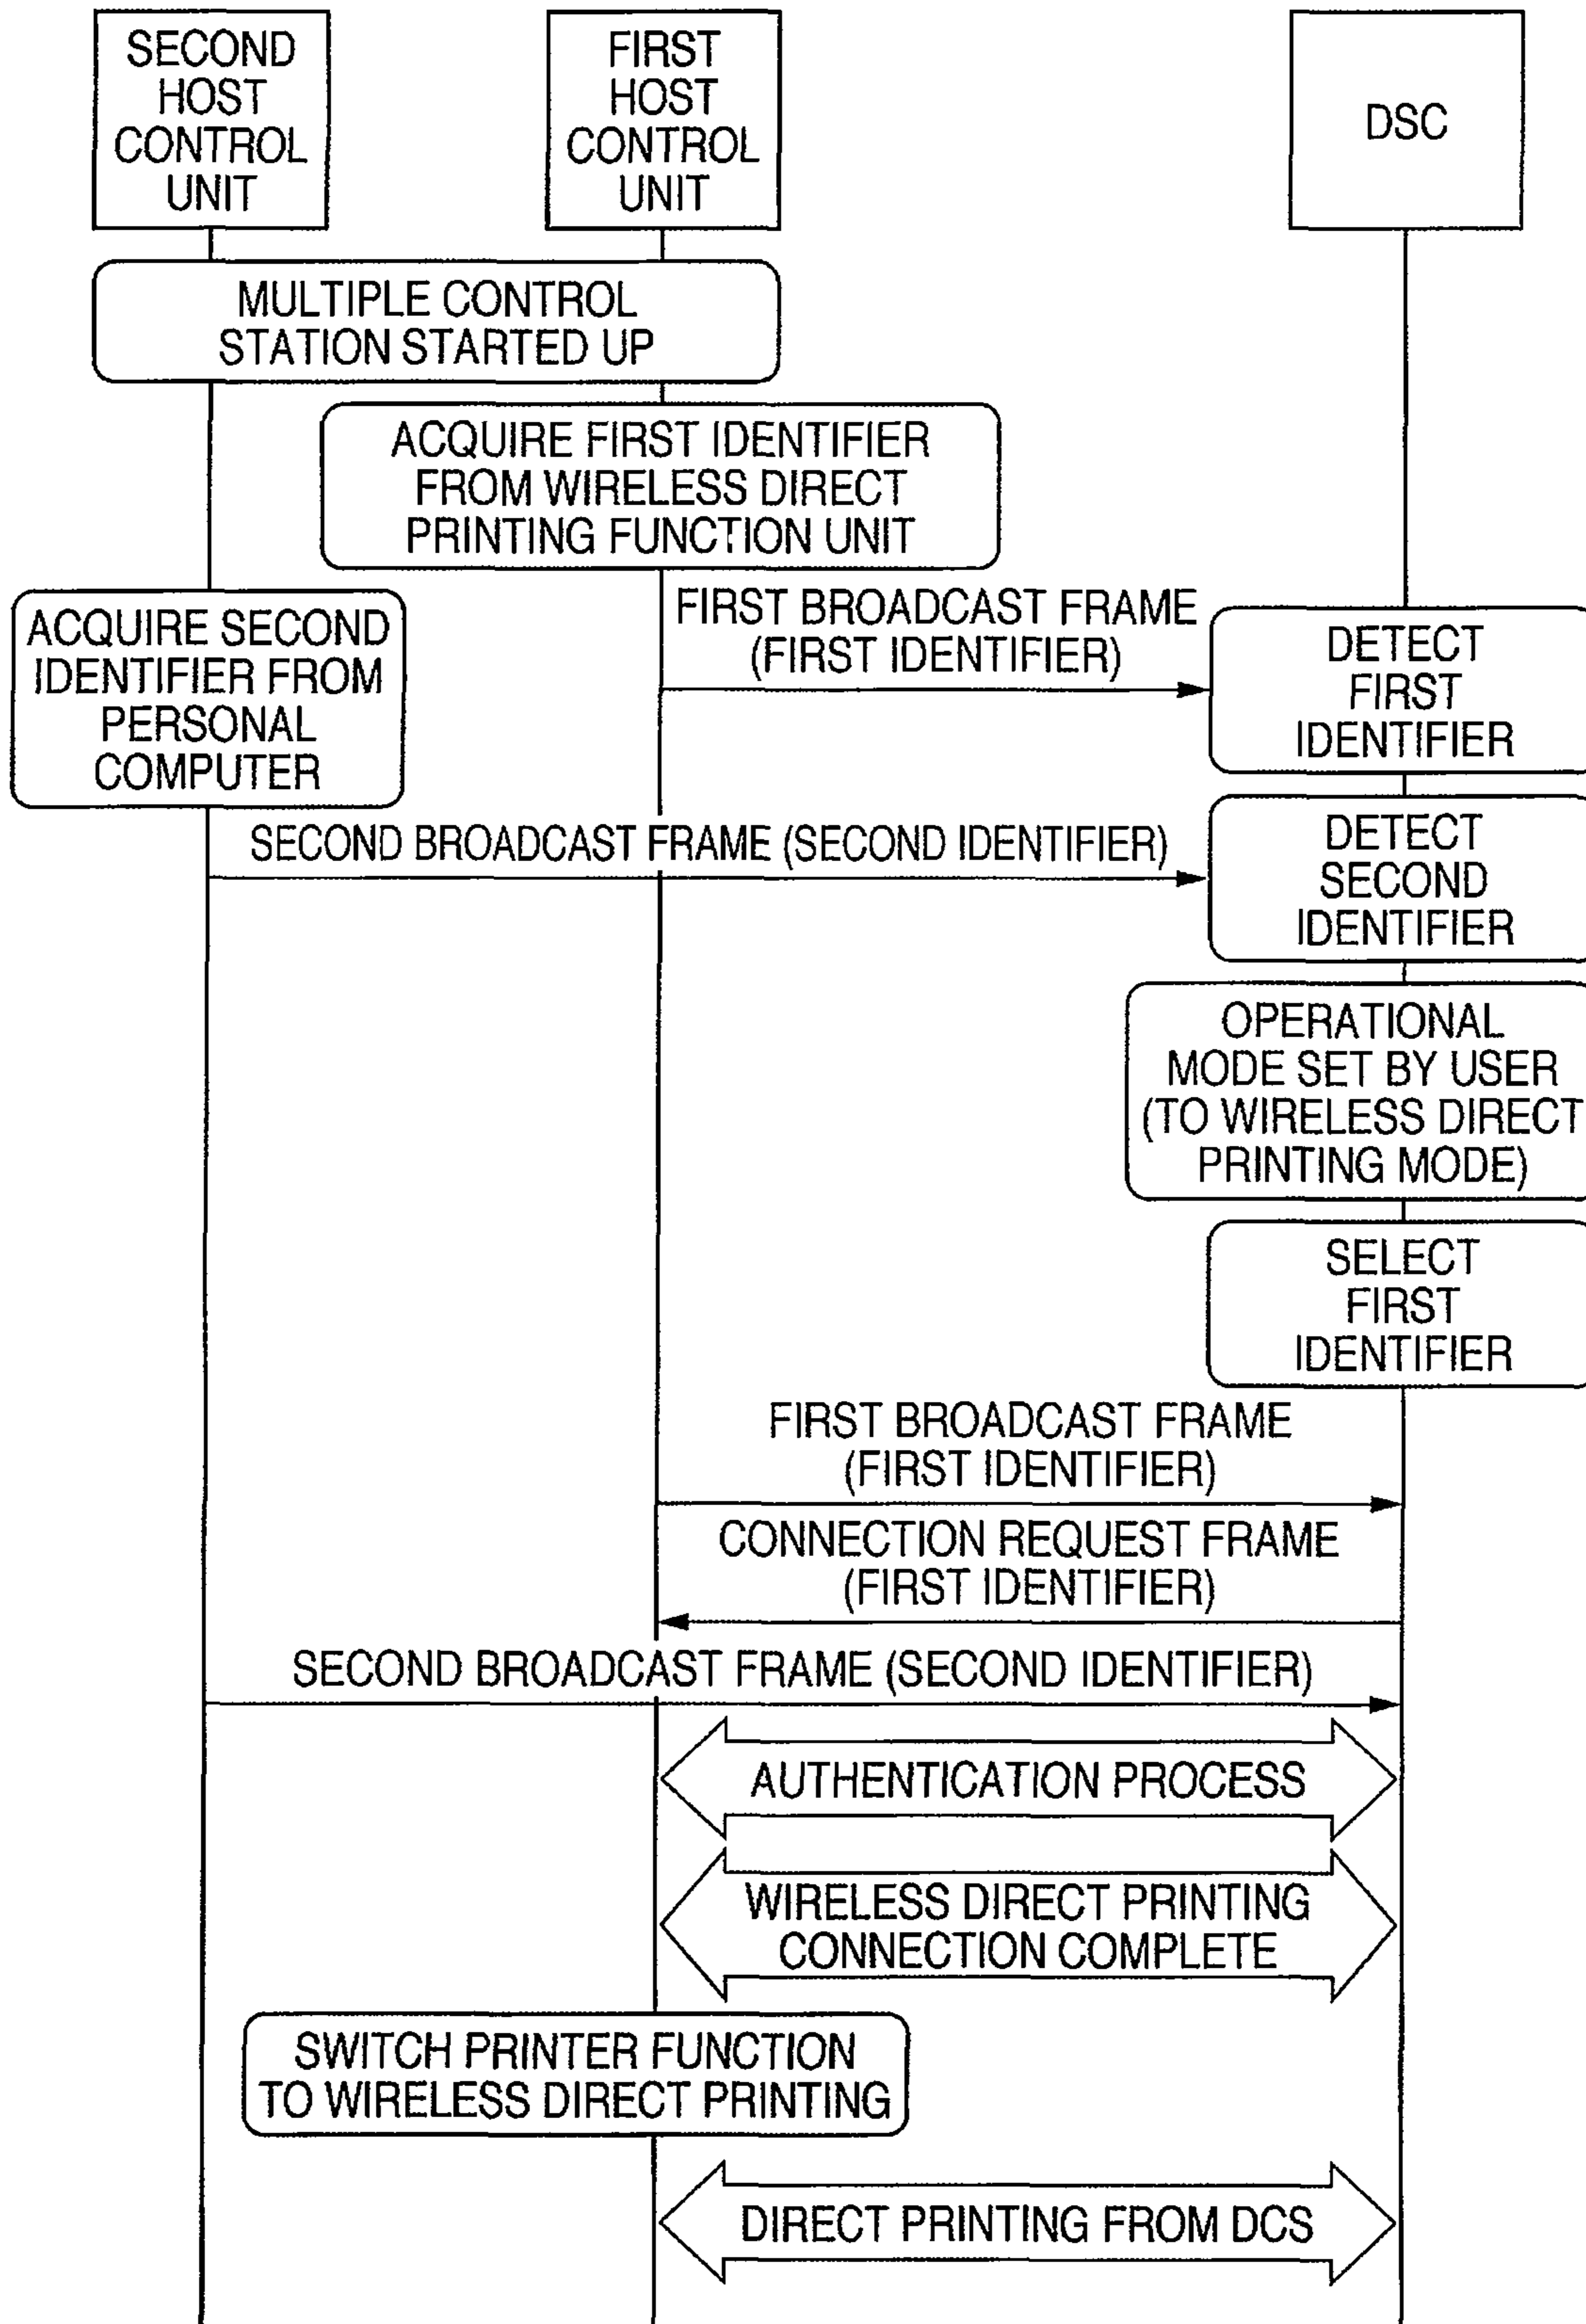 SECOND
HOST
CONTROL
UNIT
FIRST
HOST
CONTROL
UNIT
DSC
MULTIPLE CONTROL
STATION STARTED UP
ACQUIRE FIRST IDENTIFIER
FROM WIRELESS DIRECT
PRINTING FUNCTION UNIT
ACQUIRE SECOND
IDENTIFIER FROM
PERSONAL
COMPUTER
FIRST BROADCAST FRAME
(FIRST IDENTIFIER)
DETECT
FIRST
IDENTIFIER
SECOND BROADCAST FRAME (SECOND IDENTIFIER)
DETECT
SECOND
IDENTIFIER
OPERATIONAL
MODE SET BY USER
(TO WIRELESS DIRECT
PRINTING MODE)
SELECT
FIRST
IDENTIFIER
FIRST BROADCAST FRAME
(FIRST IDENTIFIER)
CONNECTION REQUEST FRAME
(FIRST IDENTIFIER)
SECOND BROADCAST FRAME (SECOND IDENTIFIER)
AUTHENTICATION PROCESS
WIRELESS DIRECT PRINTING
CONNECTION COMPLETE
SWITCH PRINTER FUNCTION
TO WIRELESS DIRECT PRINTING
DIRECT PRINTING FROM DCS